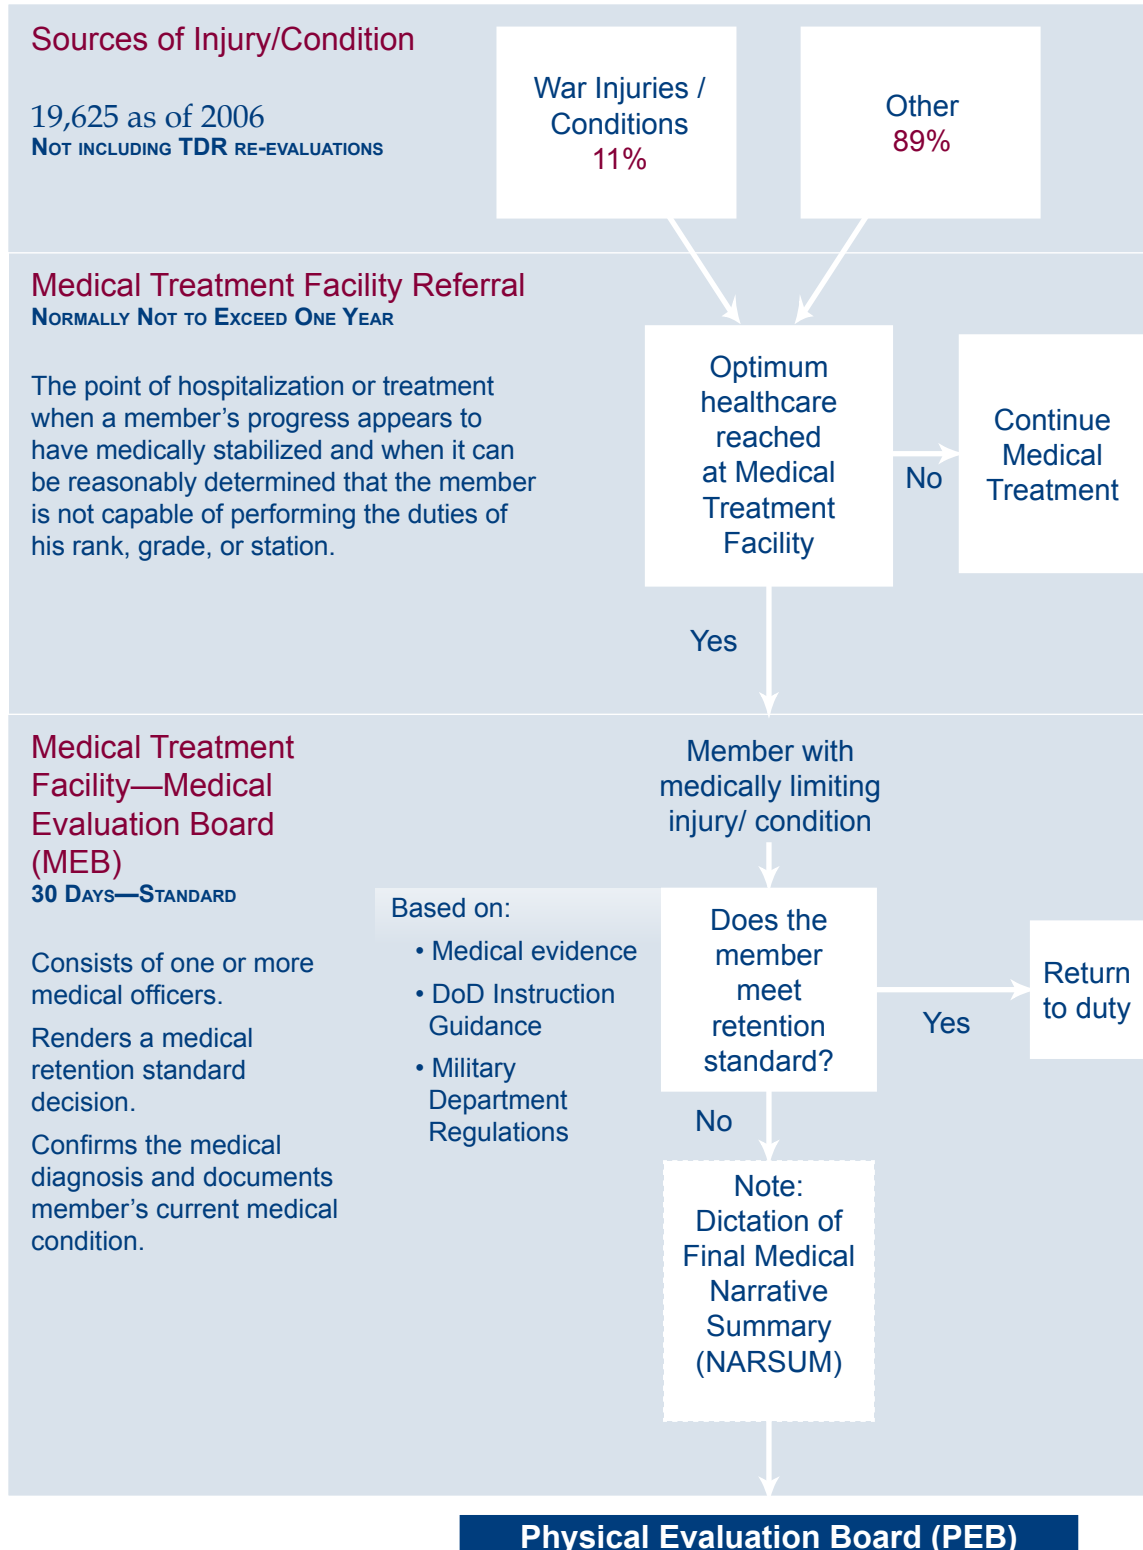 Sources of Injury/Condition
19,625 as of 2006
NOT INCLUDING TDR RE-EVALUATIONS
War Injuries /
Conditions
11%
Other
89%
Medical Treatment Facility Referral
NORMALLY NOT TO EXCEED ONE YEAR
The point of hospitalization or treatment
when a member’s progress appears to
have medically stabilized and when it can
be reasonably determined that the member
is not capable of performing the duties of
his rank, grade, or station.
Optimum
healthcare
reached
at Medical
Treatment
Facility
No
Continue
Medical
Treatment
Yes
Medical Treatment
Facility—Medical
Evaluation Board
(MEB)
30 DAYS—STANDARD
Consists of one or more
medical officers.
Renders a medical
retention standard
decision.
Confirms the medical
diagnosis and documents
member’s current medical
condition.
Member with
medically limiting
injury/ condition
Based on:
• Medical evidence
• DoD Instruction
Guidance
• Military
Department
Regulations
Does the
member
meet
retention
standard?
Yes
Return
to duty
No
Note:
Dictation of
Final Medical
Narrative
Summary
(NARSUM)
Physical Evaluation Board (PEB)